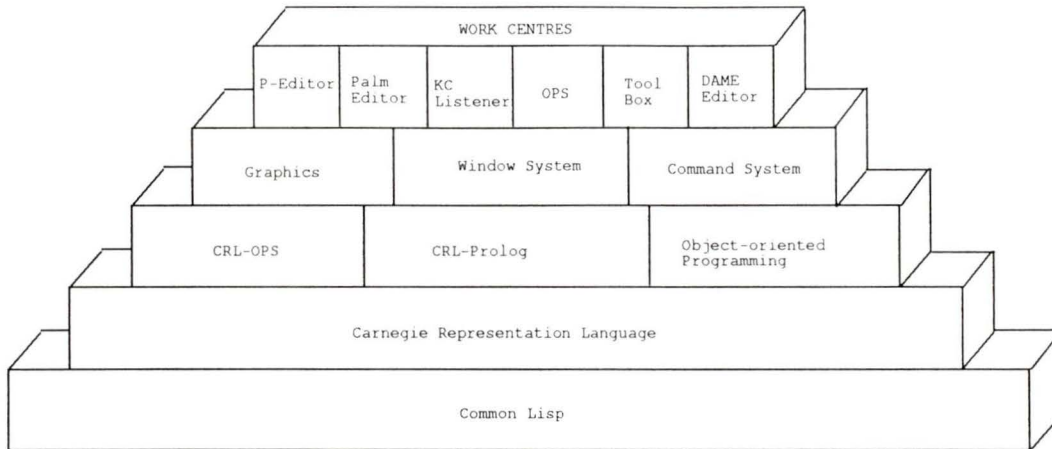 WORK CENTRES
P-Editor
Palm
Editor
KC
Listener
OPS
Tool
Box
DAME
Editor
Graphics
Window System
Command System
CRL-OPS
CRL-Prolog
Object-oriented
Programming
Carnegie Representation Language
Common Lisp